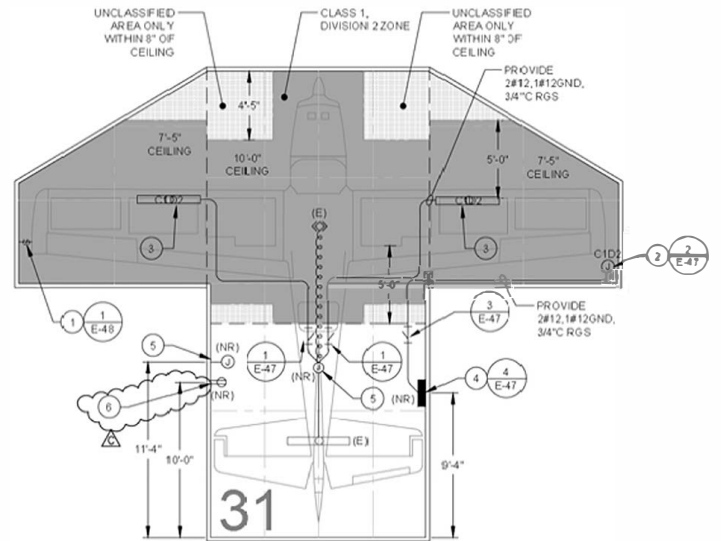 UNCLASSIFIED
AREA ONLY
WITHIN 8" OF
CEILING
CLASS 1,
DIVISION 2 ZONE
UNCLASSIFIED
AREA ONLY
WITHIN 8" OF
CEILING
PROVIDE
2#12,1#12GND,
3/4"C RGS
4'-5"
7'-5"
CEILING
10'-0"
CEILING
5'-0"
7'-5"
CEILING
C1D2
C1D2
(E)
3
3
C1D2
J
2
2
E-47
5'-0"
1
1
E-48
3
E-47
PROVIDE
2#12,1#12GND,
3/4"C RGS
5
(NR)
J
1
E-47
1
E-47
(NR)
J
5
4
4
E-47
(NR)
6
(NR)
C
11'-4"
10'-0"
(E)
9'-4"
31